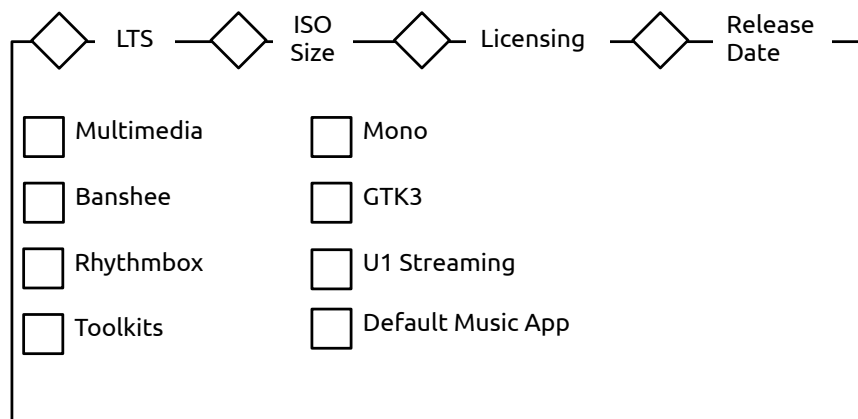 LTS
ISO
Size
Licensing
Release
Date
Multimedia
Mono
Banshee
GTK3
Rhythmbox
U1 Streaming
Toolkits
Default Music App